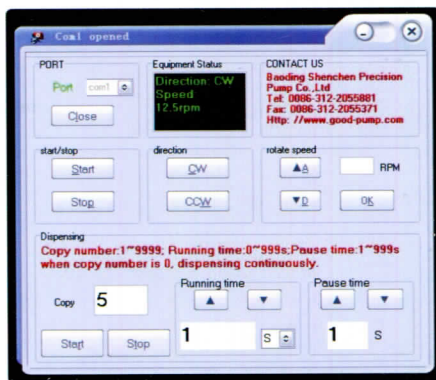 Com1 opened
PORT
Port com1
Close
Equipment Status
Direction: CW
Speed
12.5rpm
CONTACT US
Baoding Shenchen Precision
Pump Co.,Ltd
Tel: 0086-312-2055881
Fax: 0086-312-2055371
Http: //www.good-pump.com
start/stop
Start
Stop
direction
CW
CCW
rotate speed
▲A
RPM
▼D
OK
Dispensing
Copy number:1~9999; Running time:0~999s;Pause time:1~999s
when copy number is 0, dispensing continuously.
Copy 5
Start
Stop
Running time
▲ ▼
1 S
Pause time
▲ ▼
1 S